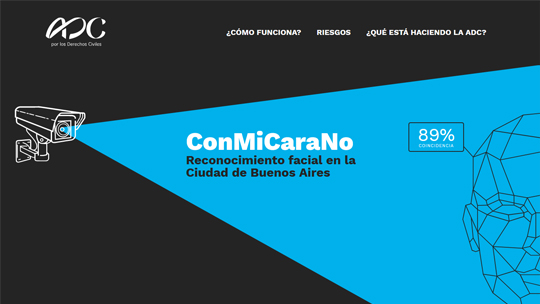 ADC
por los Derechos Civiles
¿CÓMO FUNCIONA? RIESGOS ¿QUÉ ESTÁ HACIENDO LA ADC?
89%
COINCIDENCIA
ConMiCaraNo
Reconocimiento facial en la
Ciudad de Buenos Aires